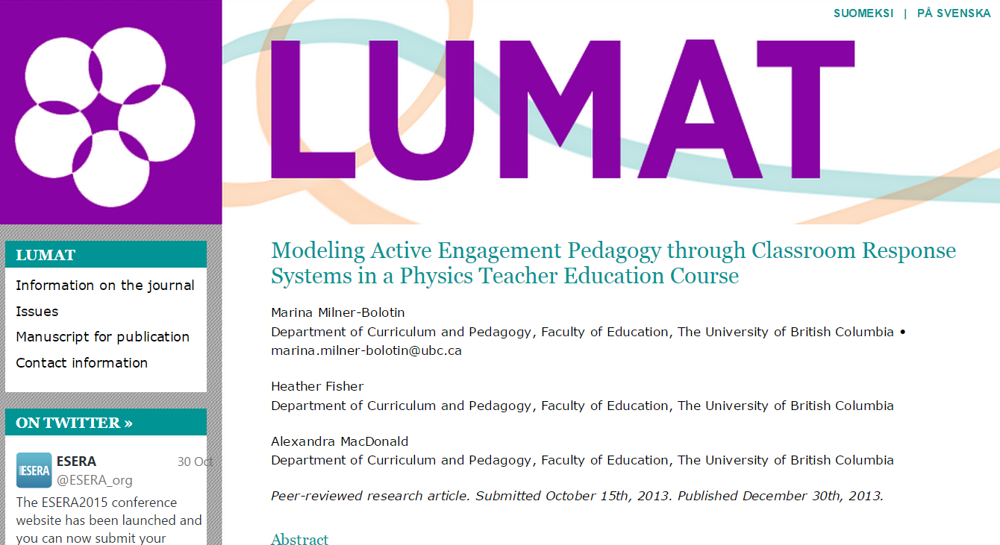 SUOMEKSI | PÅ SVENSKA
LUMAT
LUMAT
Information on the journal
Issues
Manuscript for publication
Contact information
ON TWITTER »
ESERA
ESERA 30 Oct
@ESERA_org
The ESERA2015 conference
website has been launched and
you can now submit your
Modeling Active Engagement Pedagogy through Classroom Response
Systems in a Physics Teacher Education Course
Marina Milner-Bolotin
Department of Curriculum and Pedagogy, Faculty of Education, The University of British Columbia •
marina.milner-bolotin@ubc.ca
Heather Fisher
Department of Curriculum and Pedagogy, Faculty of Education, The University of British Columbia
Alexandra MacDonald
Department of Curriculum and Pedagogy, Faculty of Education, The University of British Columbia
Peer-reviewed research article. Submitted October 15th, 2013. Published December 30th, 2013.
Abstract